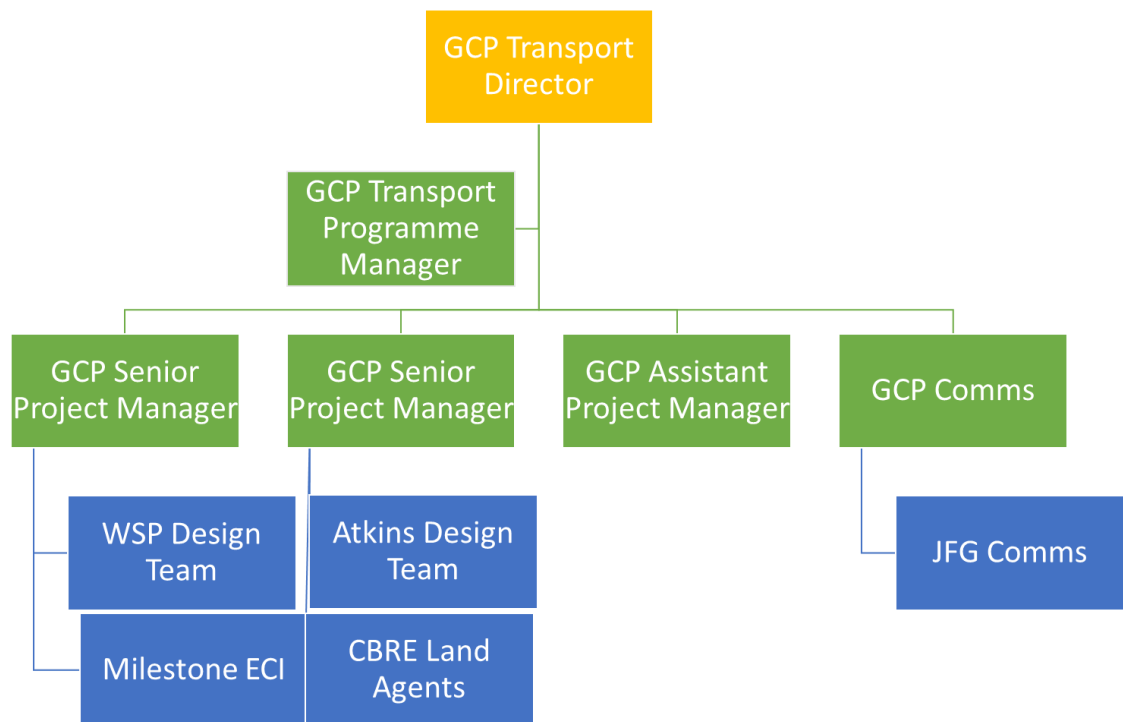 GCP Transport
Director
GCP Transport
Programme
Manager
GCP Senior
Project Manager
GCP Senior
Project Manager
GCP Assistant
Project Manager
GCP Comms
WSP Design
Team
Atkins Design
Team
JFG Comms
Milestone ECI
CBRE Land
Agents